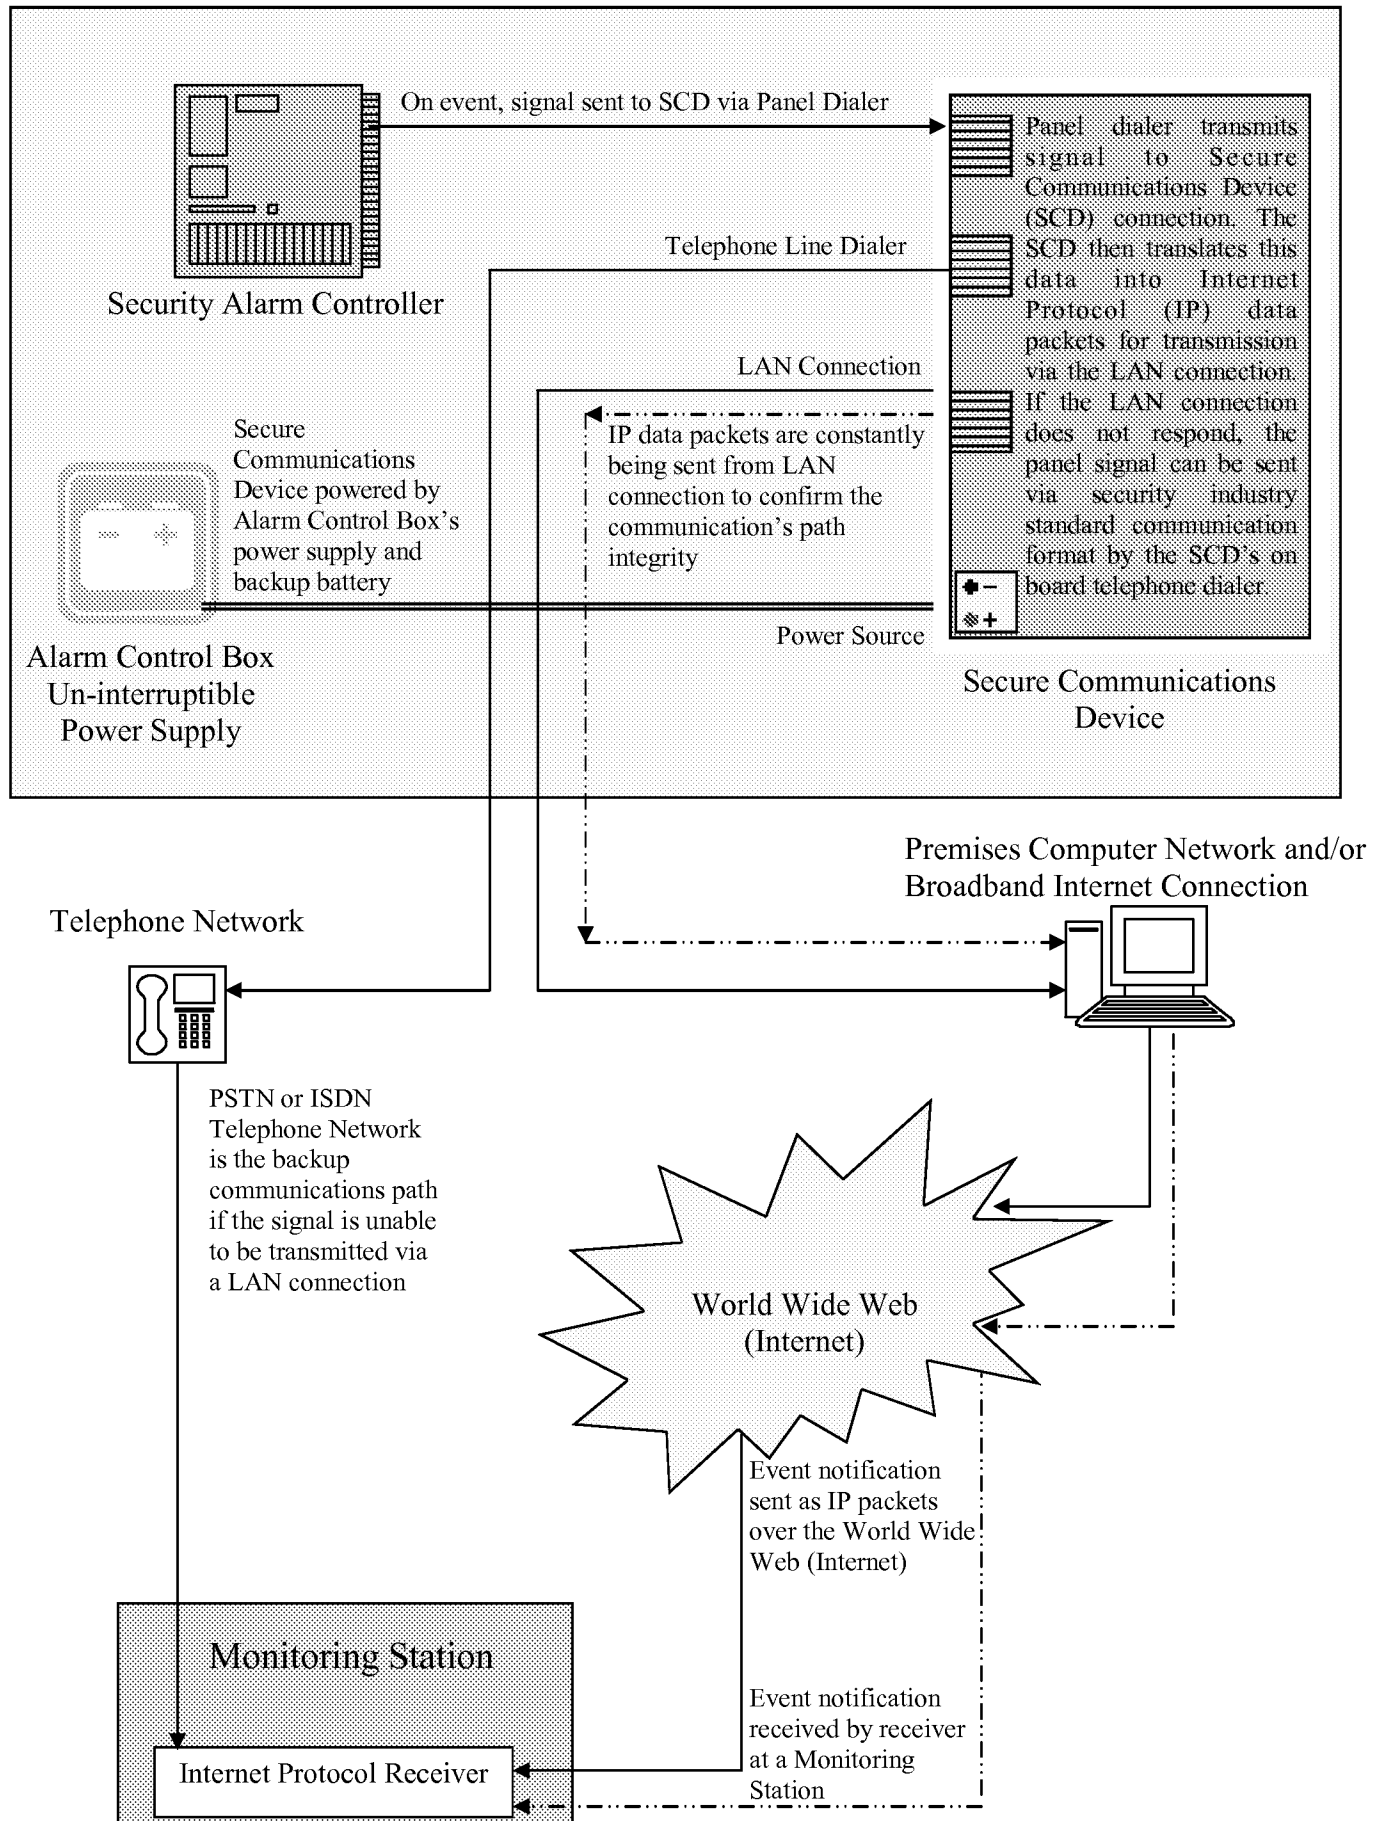 On event, signal sent to SCD via Panel Dialer
Panel dialer transmits
signal to Secure
Communications Device
(SCD) connection. The
SCD then translates this
data into Internet
Protocol (IP) data
packets for transmission
via the LAN connection.
If the LAN connection
does not respond, the
panel signal can be sent
via security industry
standard communication
format by the SCD's on
board telephone dialer.
Security Alarm Controller
Telephone Line Dialer
LAN Connection
IP data packets are constantly
being sent from LAN
connection to confirm the
communication's path
integrity
Secure
Communications
Device powered by
Alarm Control Box's
power supply and
backup battery
Power Source
Alarm Control Box
Un-interruptible
Power Supply
Secure Communications
Device
Premises Computer Network and/or
Broadband Internet Connection
Telephone Network
PSTN or ISDN
Telephone Network
is the backup
communications path
if the signal is unable
to be transmitted via
a LAN connection
World Wide Web
(Internet)
Event notification
sent as IP packets
over the World Wide
Web (Internet)
Monitoring Station
Event notification
received by receiver
at a Monitoring
Station
Internet Protocol Receiver